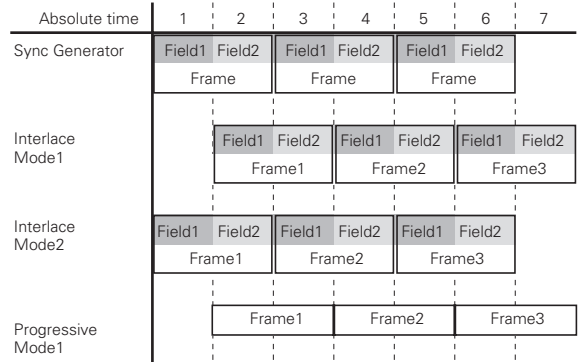 Absolute time 1 2 3 4 5 6 7
Sync Generator Field1 Field2 Field1 Field2 Field1 Field2
Frame Frame Frame
Interlace
Mode1
Field1 Field2 Field1 Field2 Field1 Field2
Frame1 Frame2 Frame3
Interlace
Mode2
Field1 Field2 Field1 Field2 Field1 Field2
Frame1 Frame2 Frame3
Progressive
Mode1
Frame1 Frame2 Frame3